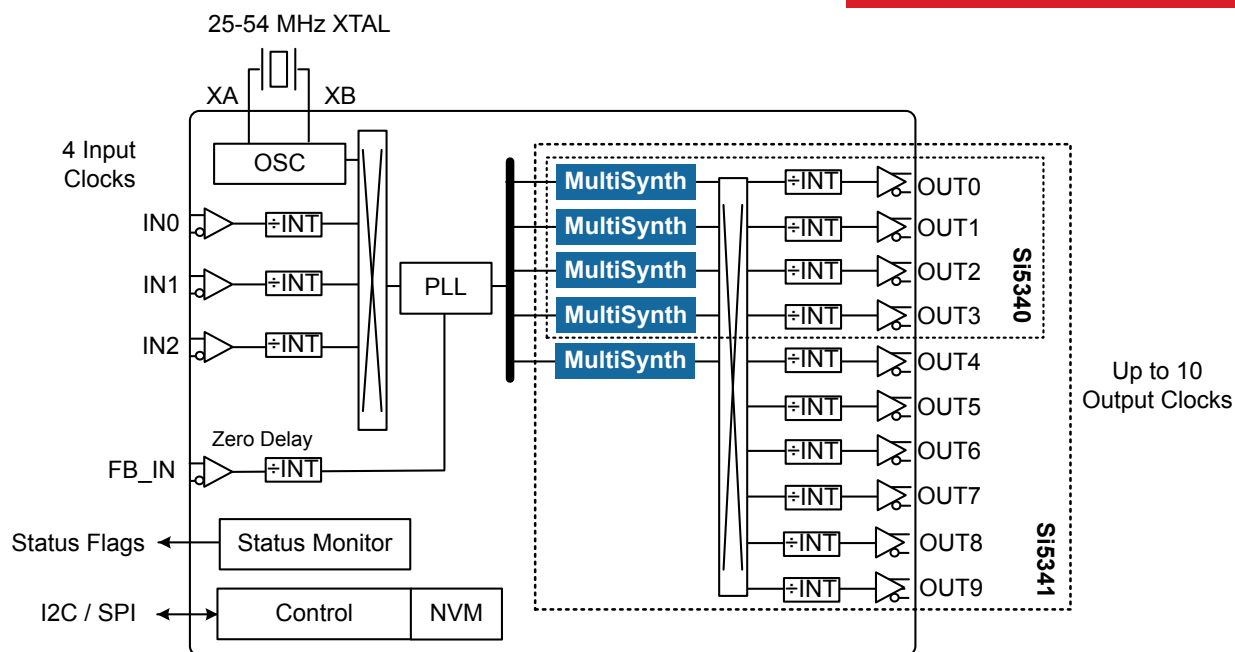 25-54 MHz XTAL
XA
XB
4 Input
Clocks
OSC
IN0
÷INT
IN1
÷INT
IN2
÷INT
PLL
Zero Delay
FB_IN
÷INT
Status Flags
Status Monitor
I2C / SPI
Control
NVM
MultiSynth
MultiSynth
MultiSynth
MultiSynth
MultiSynth
÷INT
OUT0
÷INT
OUT1
÷INT
OUT2
÷INT
OUT3
÷INT
OUT4
÷INT
OUT5
÷INT
OUT6
÷INT
OUT7
÷INT
OUT8
÷INT
OUT9
Si5340
Si5341
Up to 10
Output Clocks